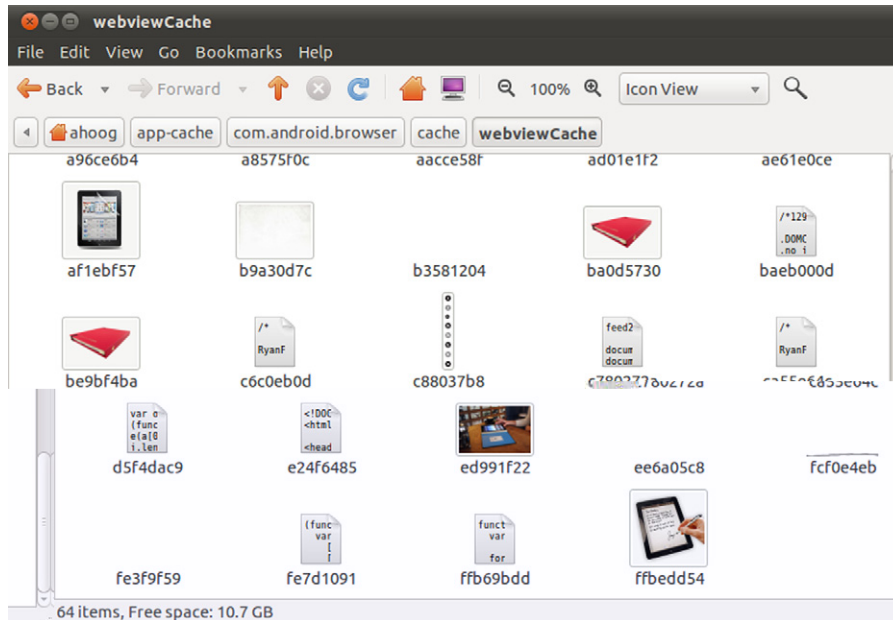 webviewCache
File Edit View Go Bookmarks Help
Back Forward 100% Icon View
ahoog app-cache com.android.browser cache webviewCache
a96ce6b4 a8575f0c aacce58f ad01e1f2 ae61e0ce
/*129
.DOMC
.no i
af1ebf57 b9a30d7c b3581204 ba0d5730 baeb000d
/* feed2 /*
RyanF docum RyanF
docum
be9bf4ba c6c0eb0d c88037b8
var o <!DOC
(func <html
e(a[0
i.len <head
d5f4dac9 e24f6485 ed991f22 ee6a05c8 fcf0e4eb
(func funct
var var
[
[ for
fe3f9f59 fe7d1091 ffb69bdd ffbedd54
64 items, Free space: 10.7 GB